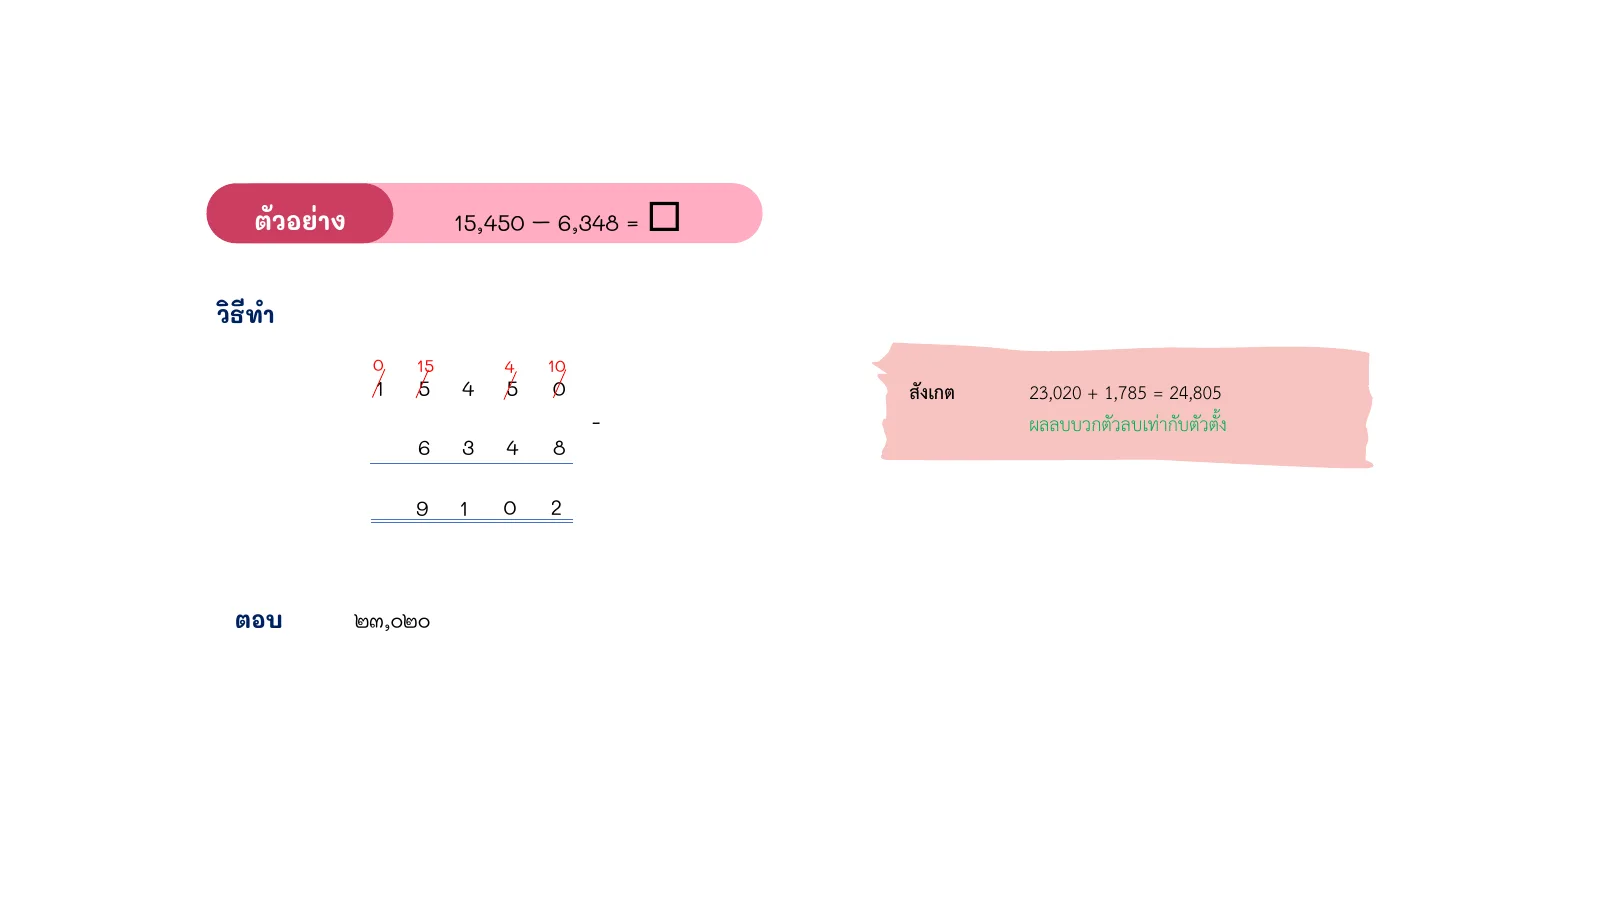 ตัวอย่าง 15,450 – 6,348 = □
วิธีทำ
0 15 4 10
1 5 4 5 0
-
6 3 4 8
9 1 0 2
ตอบ ๒๓,๐๒๐
สังเกต 23,020 + 1,785 = 24,805
ผลลบบวกตัวลบเท่ากับตัวตั้ง